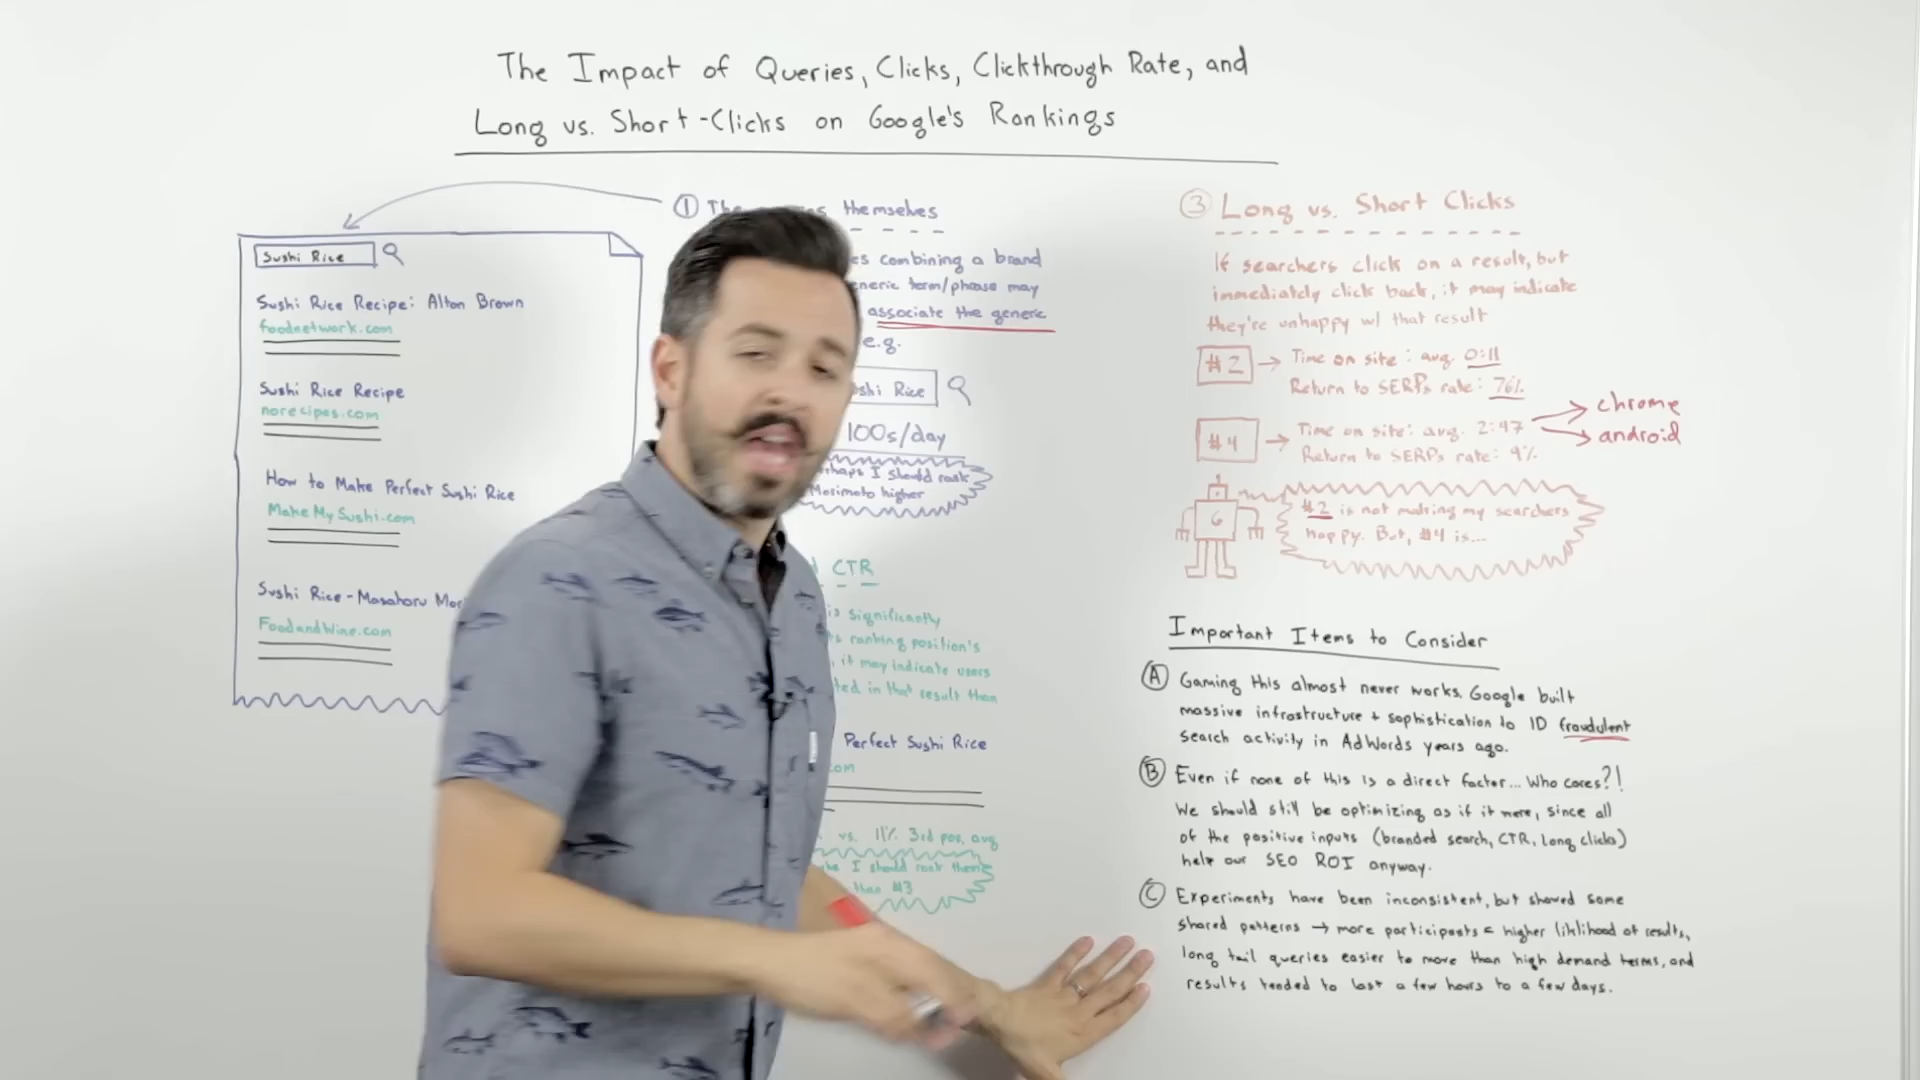 The Impact of Queries, Clicks, Clickthrough Rate, and
Long vs. Short-Clicks on Google's Rankings
Sushi Rice
Sushi Rice Recipe: Alton Brown
foodnetwork.com
Sushi Rice Recipe
norecipes.com
How to Make Perfect Sushi Rice
MakeMySushi.com
Sushi Rice - Masaharu
FoodandWine.com
1 themselves
combining a brand
term/phrase may
associate the generic
e.g.
Rice
100s/day
I should rank
Morimoto higher
CTR
is significantly
ranking position's
, it may indicate users
in that result than
Perfect Sushi Rice
vs. 11% 3rd pos. avg
I should rank them
than #3
3 Long vs. Short Clicks
If searchers click on a result, but
immediately click back, it may indicate
they're unhappy w/ that result
#2 → Time on site: avg. 0:11
Return to SERPs rate: 76%
#4 → Time on site: avg. 2:47
Return to SERPs rate: 9%
chrome
android
G
#2 is not making my searchers
happy. But, #4 is...
Important Items to Consider
A Gaming this almost never works. Google built
massive infrastructure + sophistication to ID fraudulent
search activity in AdWords years ago.
B Even if none of this is a direct factor... Who cares?!
We should still be optimizing as if it were, since all
of the positive inputs (branded search, CTR, long clicks)
help our SEO ROI anyway.
C Experiments have been inconsistent, but showed some
shared patterns → more participants = higher liklihood of results,
long tail queries easier to move than high demand terms, and
results tended to last a few hours to a few days.